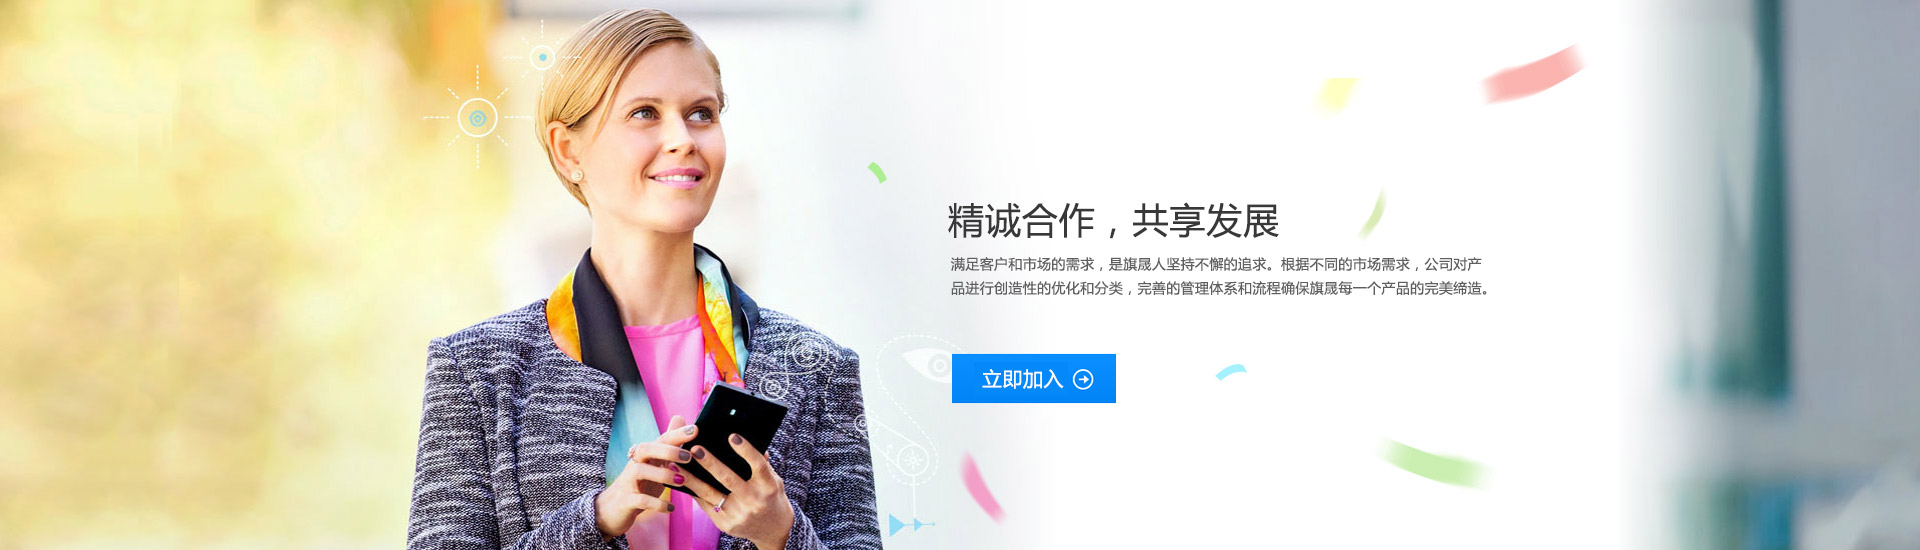 精诚合作，共享发展
满足客户和市场的需求，是旗晟人坚持不懈的追求。根据不同的市场需求，公司对产
品进行创造性的优化和分类，完善的管理体系和流程确保旗晟每一个产品的完美缔造。
立即加入